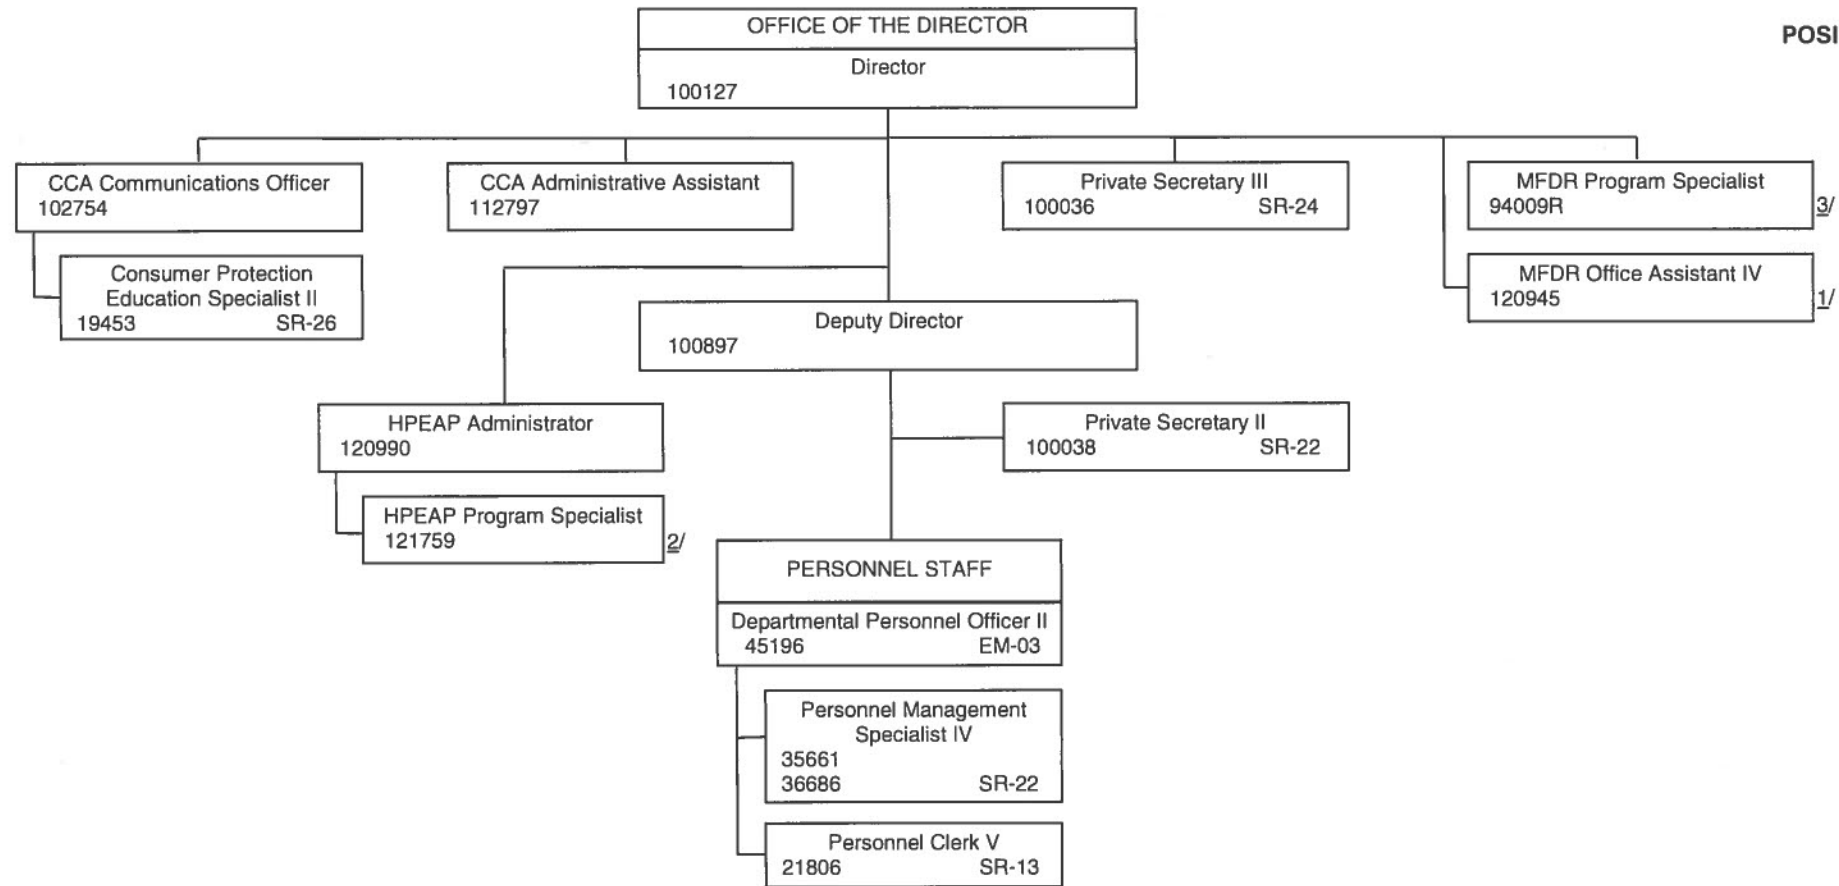 OFFICE OF THE DIRECTOR
POSI
Director
100127
CCA Communications Officer
102754
CCA Administrative Assistant
112797
Private Secretary III
100036 SR-24
MFDR Program Specialist
94009R 3/
Consumer Protection
Education Specialist II
19453 SR-26
MFDR Office Assistant IV
120945 1/
Deputy Director
100897
HPEAP Administrator
120990
Private Secretary II
100038 SR-22
HPEAP Program Specialist
121759 2/
PERSONNEL STAFF
Departmental Personnel Officer II
45196 EM-03
Personnel Management
Specialist IV
35661
36686 SR-22
Personnel Clerk V
21806 SR-13